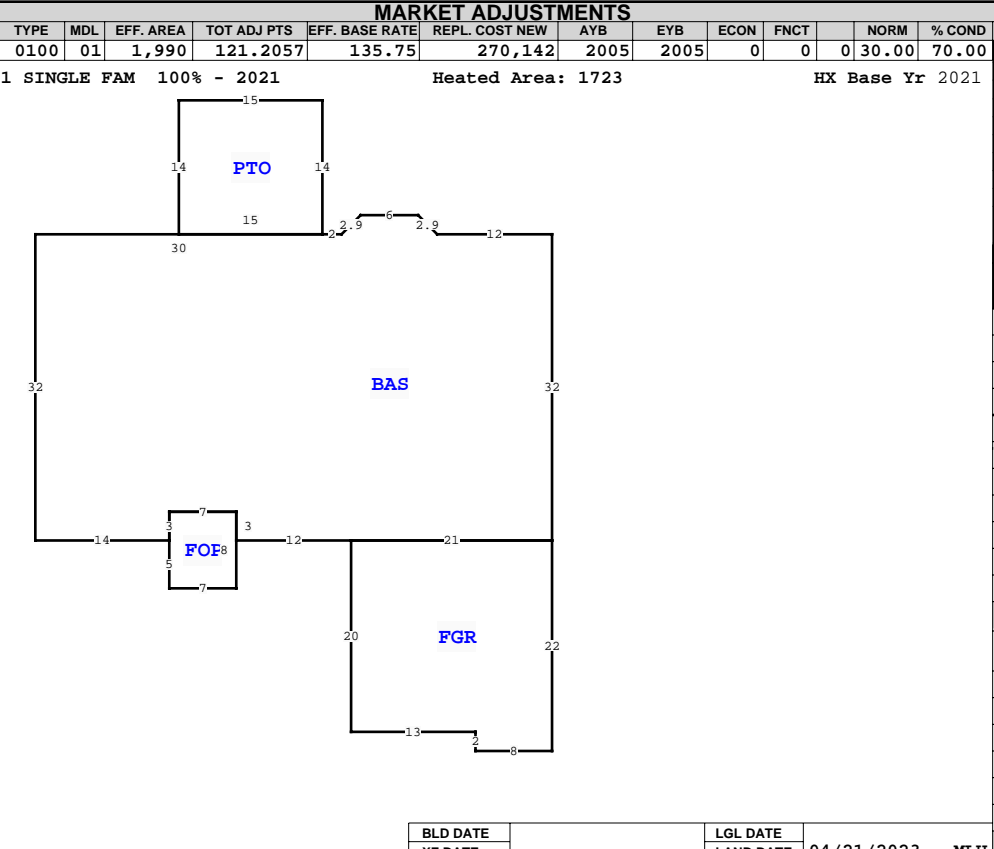 MARKET ADJUSTMENTS
TYPE MDL EFF. AREA TOT ADJ PTS EFF. BASE RATE REPL. COST NEW AYB EYB ECON FNCT NORM % COND
0100 01 1,990 121.2057 135.75 270,142 2005 2005 0 0 0 30.00 70.00
1 SINGLE FAM 100% - 2021 Heated Area: 1723 HX Base Yr 2021
15
14 PTO 14
15
6
2.9 2.9
2 12
30
32 BAS 32
7
3 3
14 12 21
FOP 8
5
7
20 FGR 22
13
2
8
BLD DATE LGL DATE